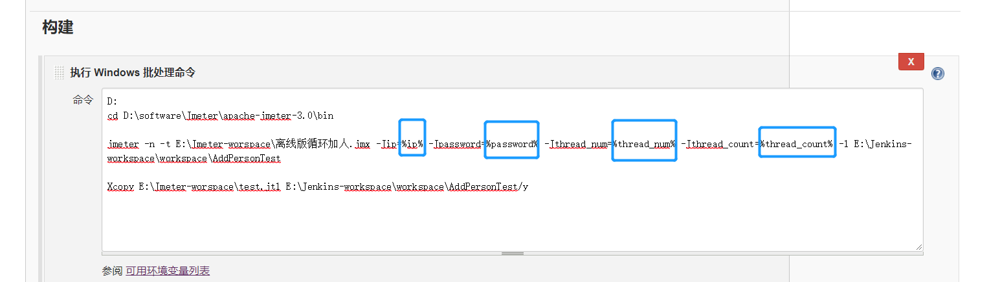 构建
X
执行 Windows 批处理命令
命令
D:
cd D:\software\Jmeter\apache-jmeter-3.0\bin
jmeter -n -t E:\Jmeter-worspace\离线版循环加人.jmx -Jip=%ip% -Jpassword=%password% -Jthread_num=%thread_num% -Jthread_count=%thread_count% -l E:\Jenkins-
workspace\workspace\AddPersonTest
Xcopy E:\Jmeter-worspace\test.jtl E:\Jenkins-workspace\workspace\AddPersonTest/y
参阅 可用环境变量列表